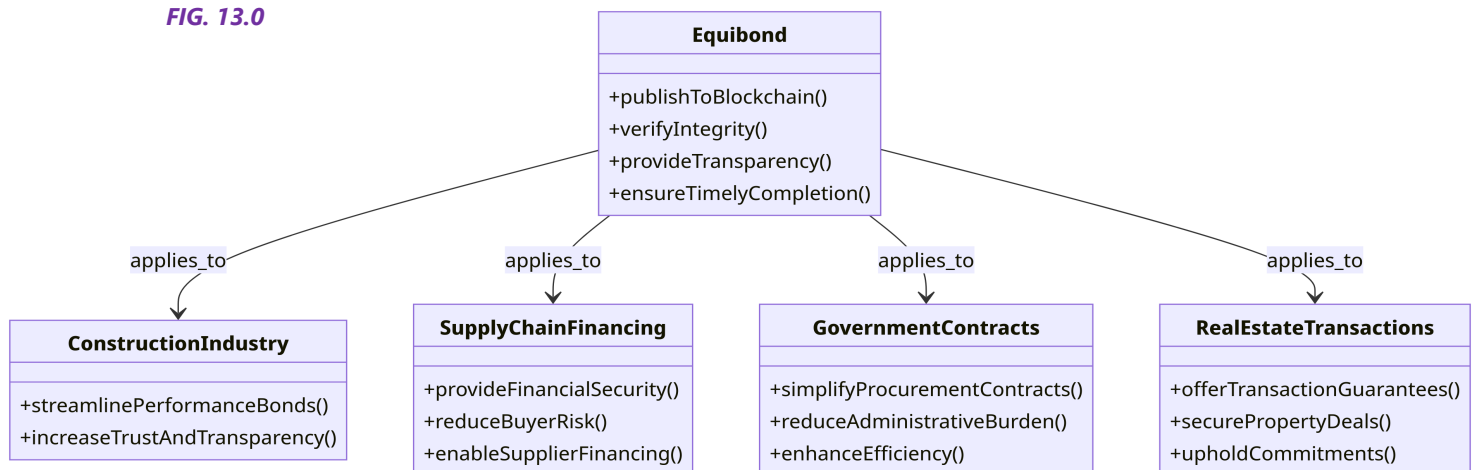 FIG. 13.0
Equibond
+publishToBlockchain()
+verifyIntegrity()
+provideTransparency()
+ensureTimelyCompletion()
applies_to
applies_to
applies_to
applies_to
ConstructionIndustry
+streamlinePerformanceBonds()
+increaseTrustAndTransparency()
SupplyChainFinancing
+provideFinancialSecurity()
+reduceBuyerRisk()
+enableSupplierFinancing()
GovernmentContracts
+simplifyProcurementContracts()
+reduceAdministrativeBurden()
+enhanceEfficiency()
RealEstateTransactions
+offerTransactionGuarantees()
+securePropertyDeals()
+upholdCommitments()